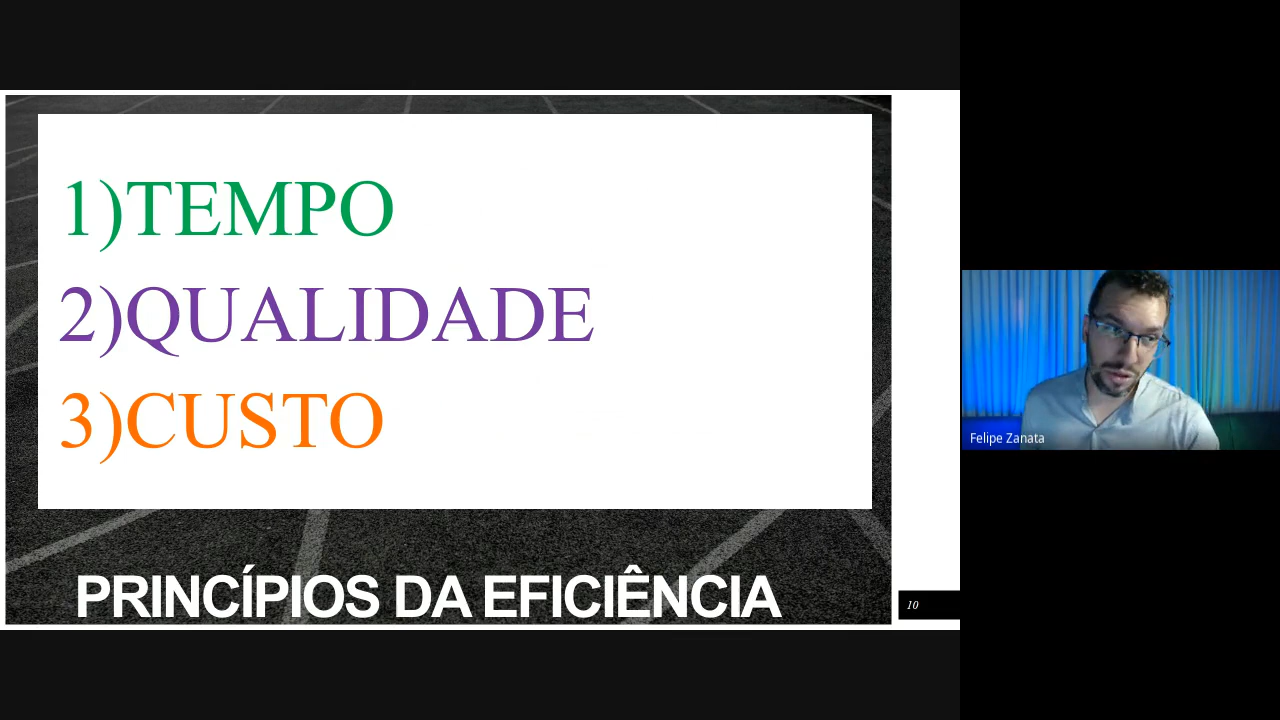 1)TEMPO
2)QUALIDADE
3)CUSTO
PRINCÍPIOS DA EFICIÊNCIA
10
Felipe Zanata